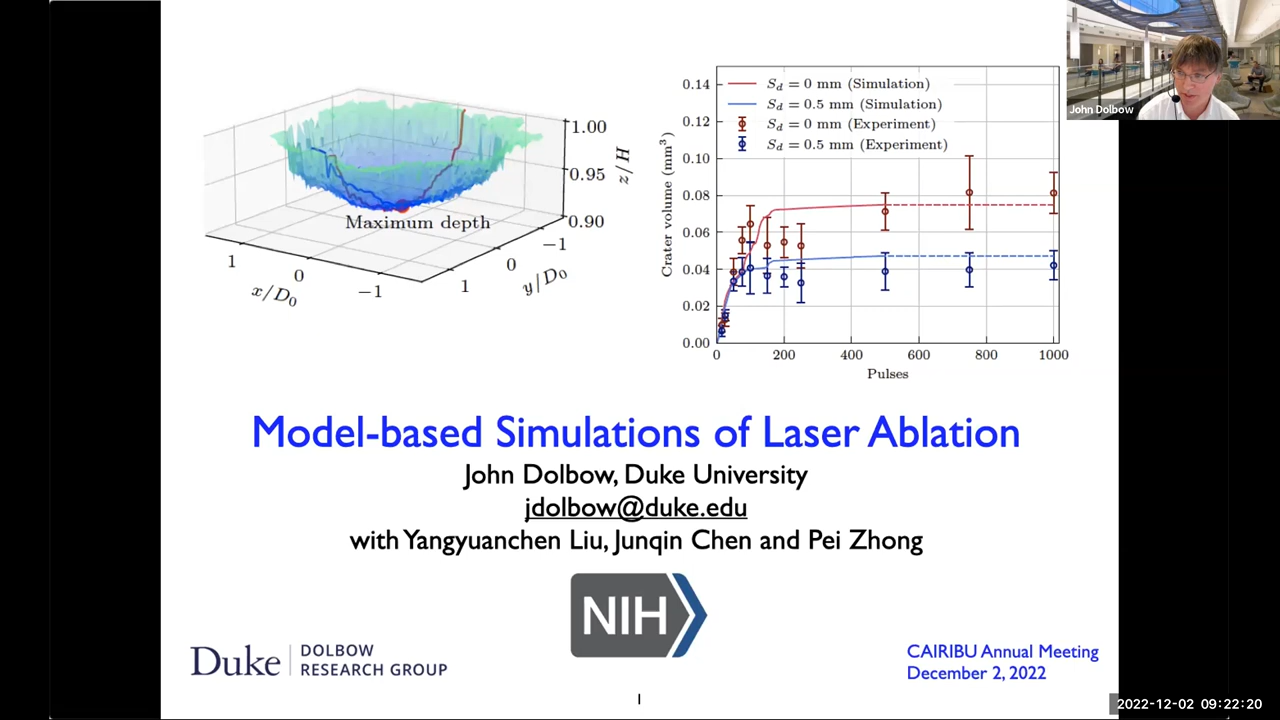 1.00
0.95
0.90
z/H
Maximum depth
1
0
−1
x/D₀
1
0
−1
y/D₀
0.14
0.12
0.10
0.08
0.06
0.04
0.02
0.00
Crater volume (mm³)
S_d = 0 mm (Simulation)
S_d = 0.5 mm (Simulation)
S_d = 0 mm (Experiment)
S_d = 0.5 mm (Experiment)
0 200 400 600 800 1000
Pulses
John Dolbow
Model-based Simulations of Laser Ablation
John Dolbow, Duke University
jdolbow@duke.edu
with Yangyuanchen Liu, Junqin Chen and Pei Zhong
NIH
Duke
DOLBOW
RESEARCH GROUP
CAIRIBU Annual Meeting
December 2, 2022
1
2022-12-02 09:22:20